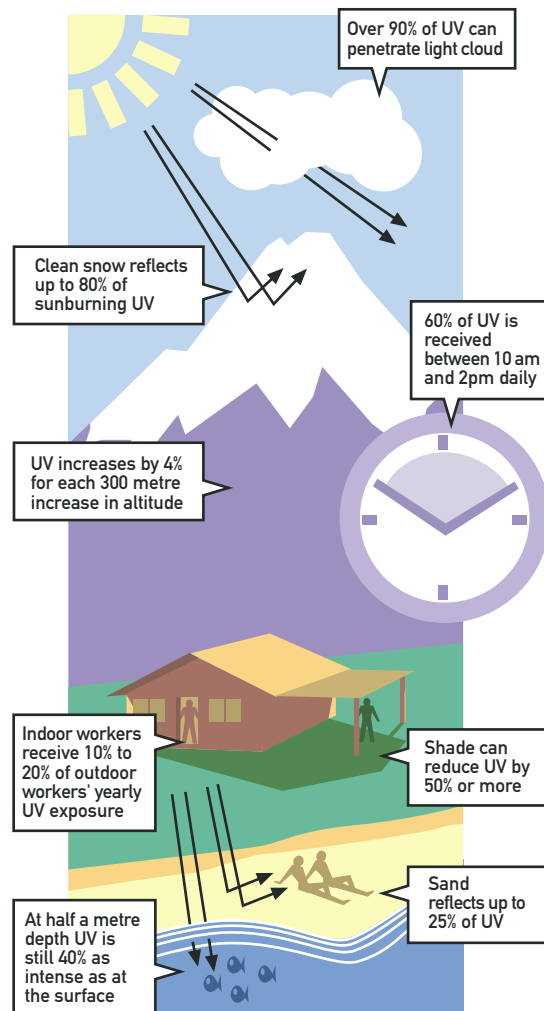 Over 90% of UV can
penetrate light cloud
Clean snow reflects
up to 80% of
sunburning UV
60% of UV is
received
between 10 am
and 2pm daily
UV increases by 4%
for each 300 metre
increase in altitude
Indoor workers
receive 10% to
20% of outdoor
workers' yearly
UV exposure
Shade can
reduce UV by
50% or more
Sand
reflects up to
25% of UV
At half a metre
depth UV is
still 40% as
intense as at
the surface